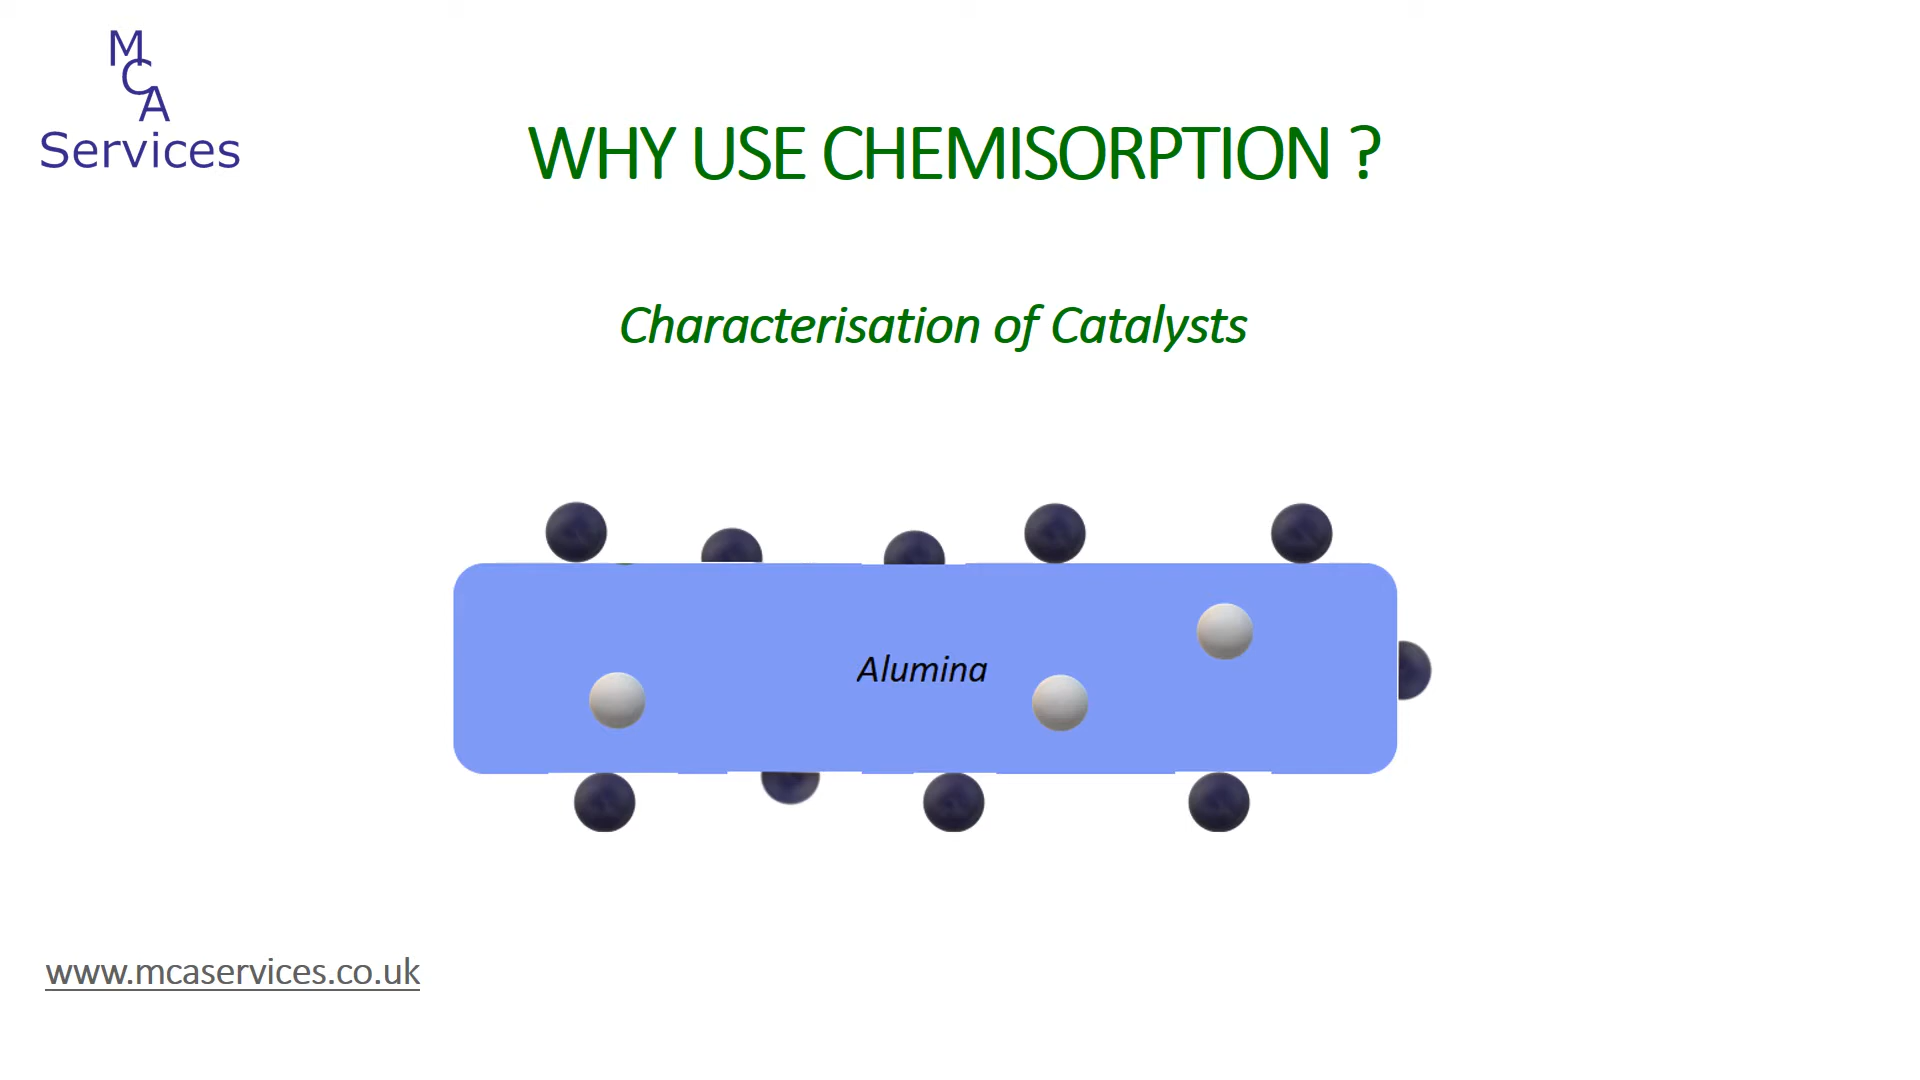 M
C
A
Services
WHY USE CHEMISORPTION ?
Characterisation of Catalysts
Alumina
www.mcaservices.co.uk